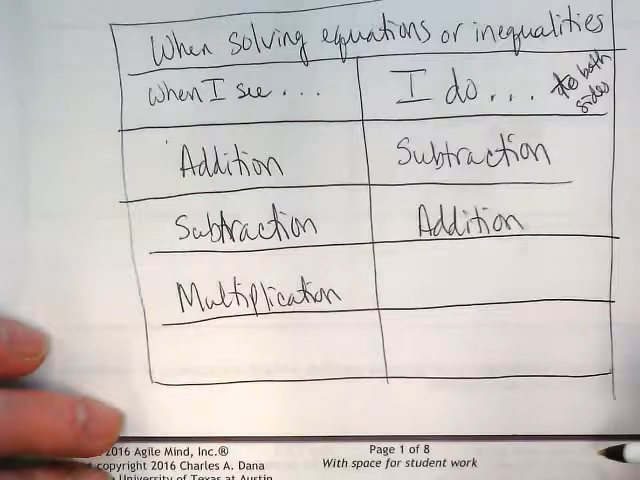 When solving equations or inequalities
When I see... I do... to both sides
Addition Subtraction
Subtraction Addition
Multiplication
2016 Agile Mind, Inc.® Page 1 of 8
copyright 2016 Charles A. Dana With space for student work
University of Texas at Austin